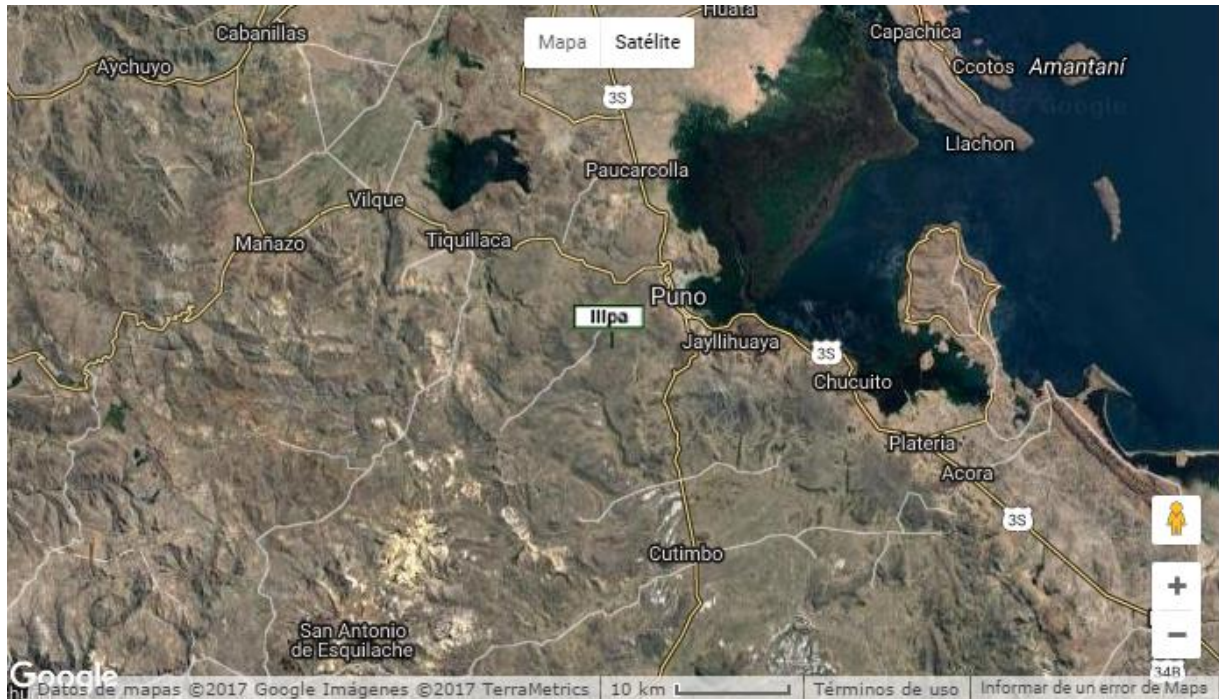 Huata
Cabanillas
Capachica
Mapa
Satélite
Aychuyo
Ccotos
Amantaní
3S
Llachon
Paucarcolla
Vilque
Mañazo
Tiquillaca
Puno
Illpa
Jayllihuaya
3S
Chucuito
Plateria
Acora
3S
Cutimbo
San Antonio
de Esquilache
34B
Google
Datos de mapas ©2017 Google Imágenes ©2017 TerraMetrics
10 km
Términos de uso
Informar de un error de Maps